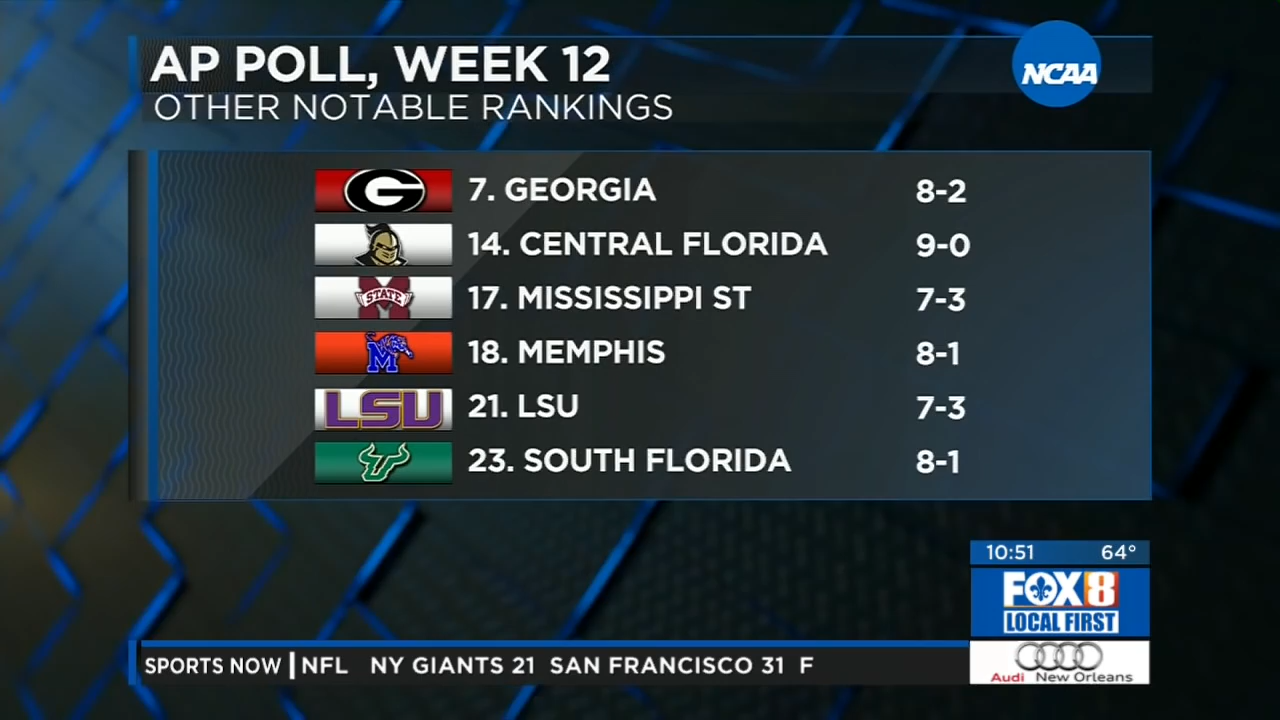 AP POLL, WEEK 12
OTHER NOTABLE RANKINGS
NCAA
G
7. GEORGIA 8-2
14. CENTRAL FLORIDA 9-0
STATE
17. MISSISSIPPI ST 7-3
M
18. MEMPHIS 8-1
LSU
21. LSU 7-3
23. SOUTH FLORIDA 8-1
10:51 64°
FOX 8
LOCAL FIRST
Audi New Orleans
SPORTS NOW | NFL NY GIANTS 21 SAN FRANCISCO 31 F